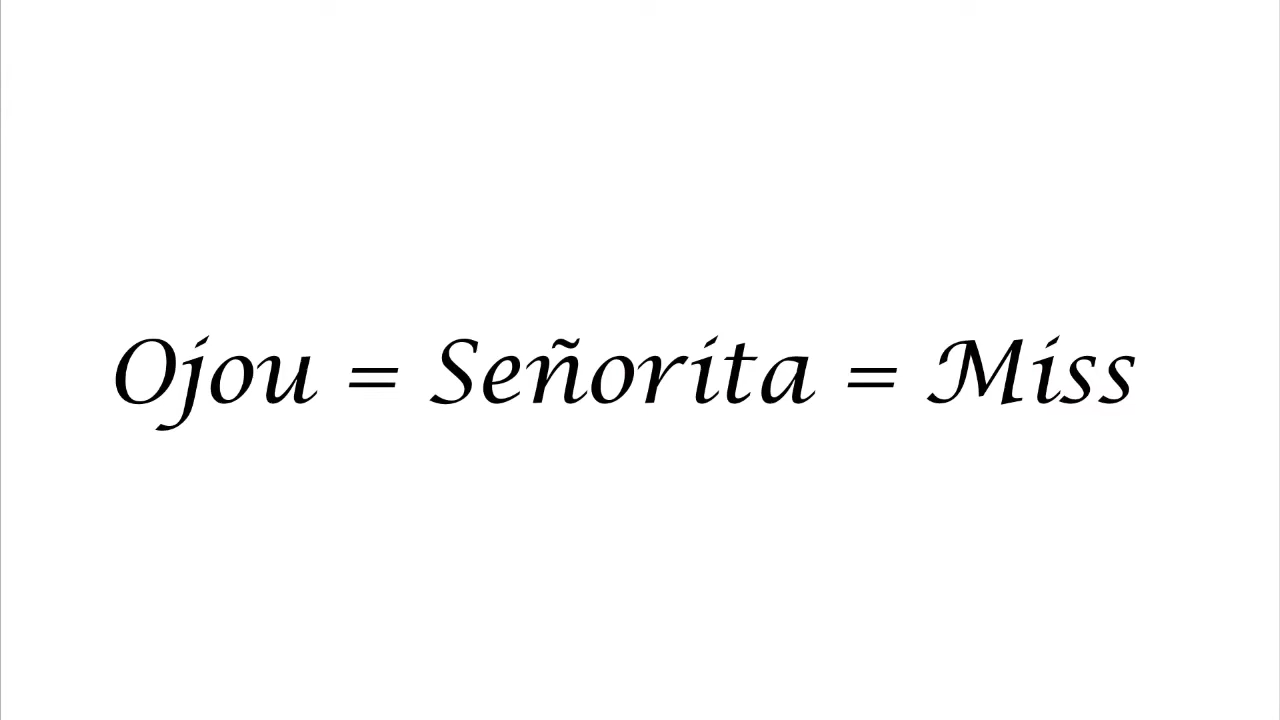 Ojou = Señorita = Miss